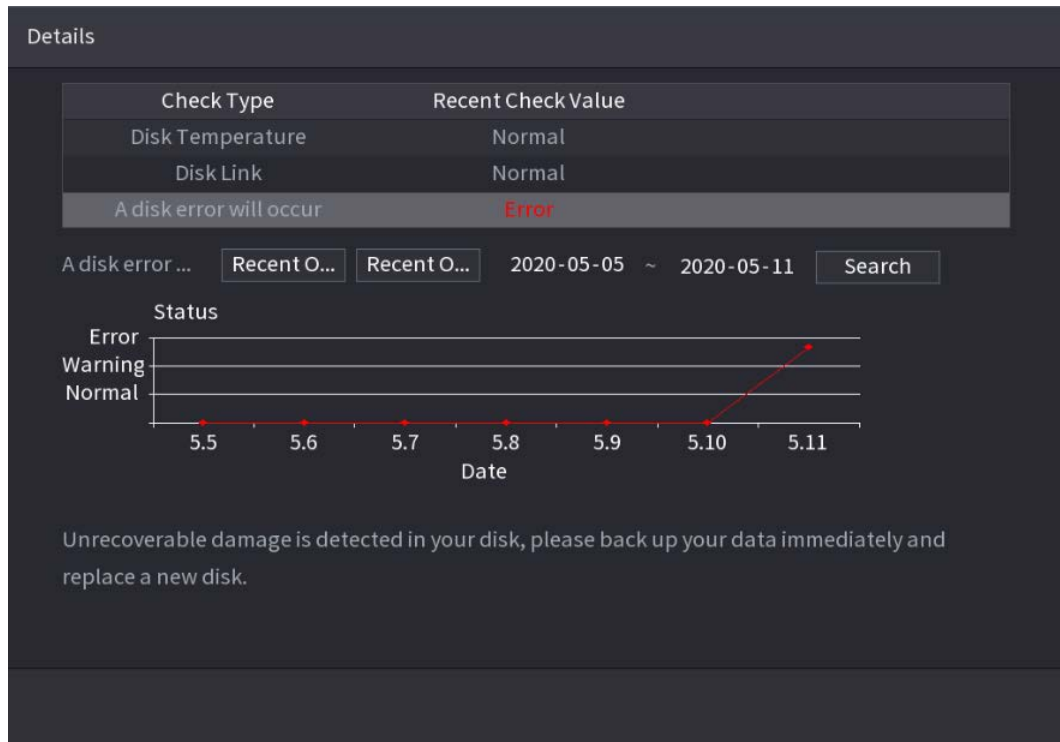 Details
Check Type Recent Check Value
Disk Temperature Normal
Disk Link Normal
A disk error will occur Error
A disk error ... Recent O... Recent O... 2020-05-05 ~ 2020-05-11 Search
Status
Error
Warning
Normal
5.5 5.6 5.7 5.8 5.9 5.10 5.11
Date
Unrecoverable damage is detected in your disk, please back up your data immediately and
replace a new disk.